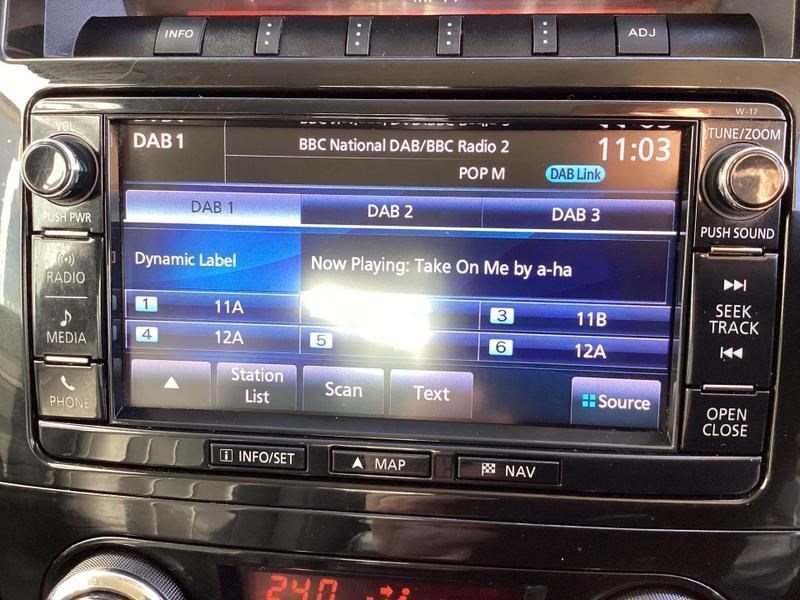 INFO
ADJ
W-17
VOL
PUSH PWR
RADIO
MEDIA
PHONE
DAB 1
BBC National DAB/BBC Radio 2
11:03
POP M
DAB Link
DAB 1
DAB 2
DAB 3
Dynamic Label
Now Playing: Take On Me by a-ha
1 11A
3 11B
4 12A
5
6 12A
Station List
Scan
Text
Source
TUNE/ZOOM
PUSH SOUND
SEEK
TRACK
OPEN
CLOSE
INFO/SET
MAP
NAV
24.0